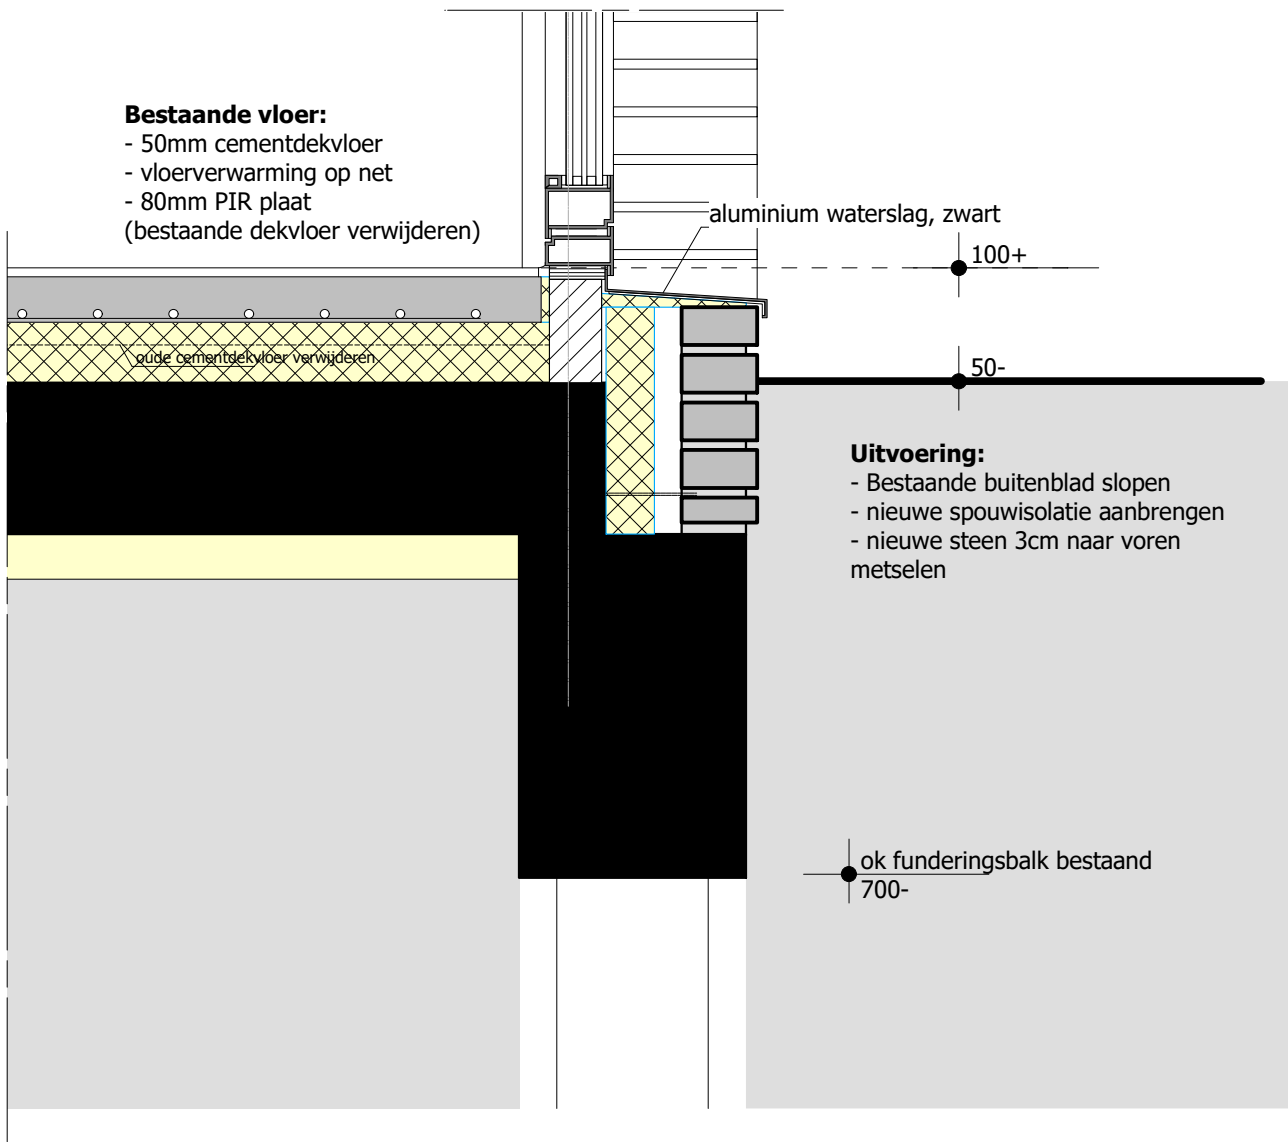 Bestaande vloer:
- 50mm cementdekvloer
- vloerverwarming op net
- 80mm PIR plaat
(bestaande dekvloer verwijderen)
aluminium waterslag, zwart
100+
oude cementdekvloer verwijderen
50-
Uitvoering:
- Bestaande buitenblad slopen
- nieuwe spouwisolatie aanbrengen
- nieuwe steen 3cm naar voren
metselen
ok funderingsbalk bestaand
700-